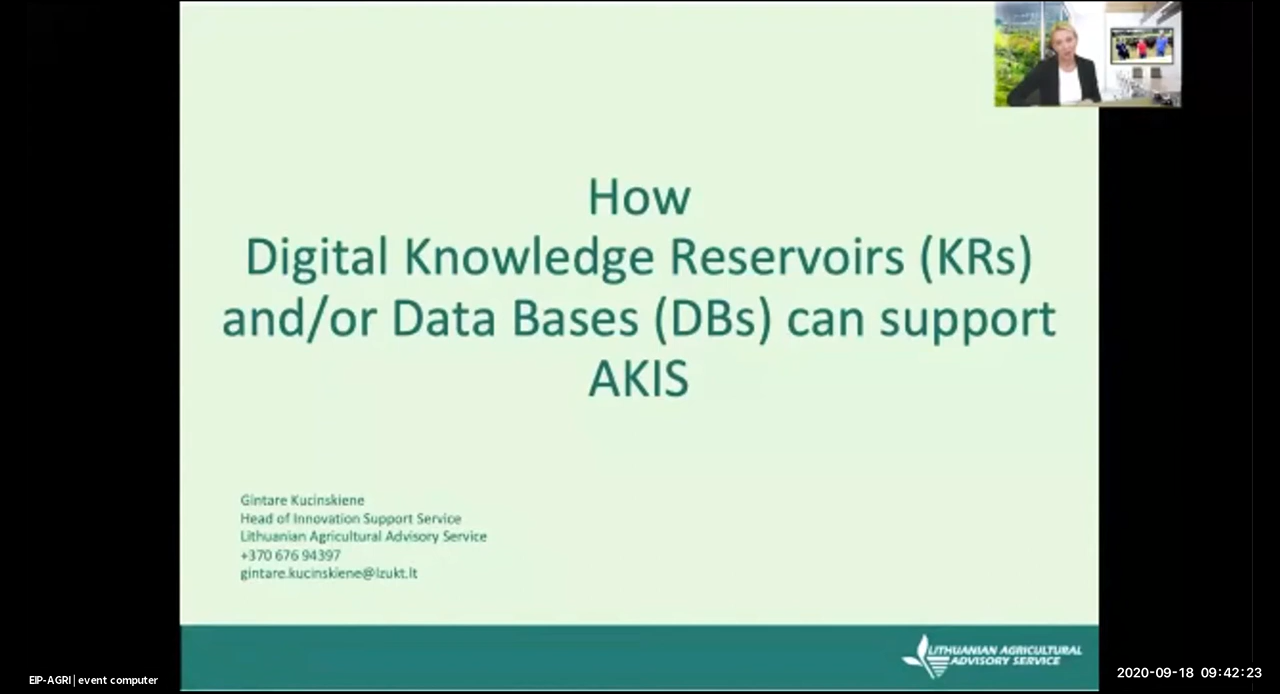 How
Digital Knowledge Reservoirs (KRs)
and/or Data Bases (DBs) can support
AKIS
Gintare Kucinskiene
Head of Innovation Support Service
Lithuanian Agricultural Advisory Service
+370 676 94397
gintare.kucinskiene@lzukt.lt
LITHUANIAN AGRICULTURAL
ADVISORY SERVICE
EIP-AGRI | event computer
2020-09-18 09:42:23